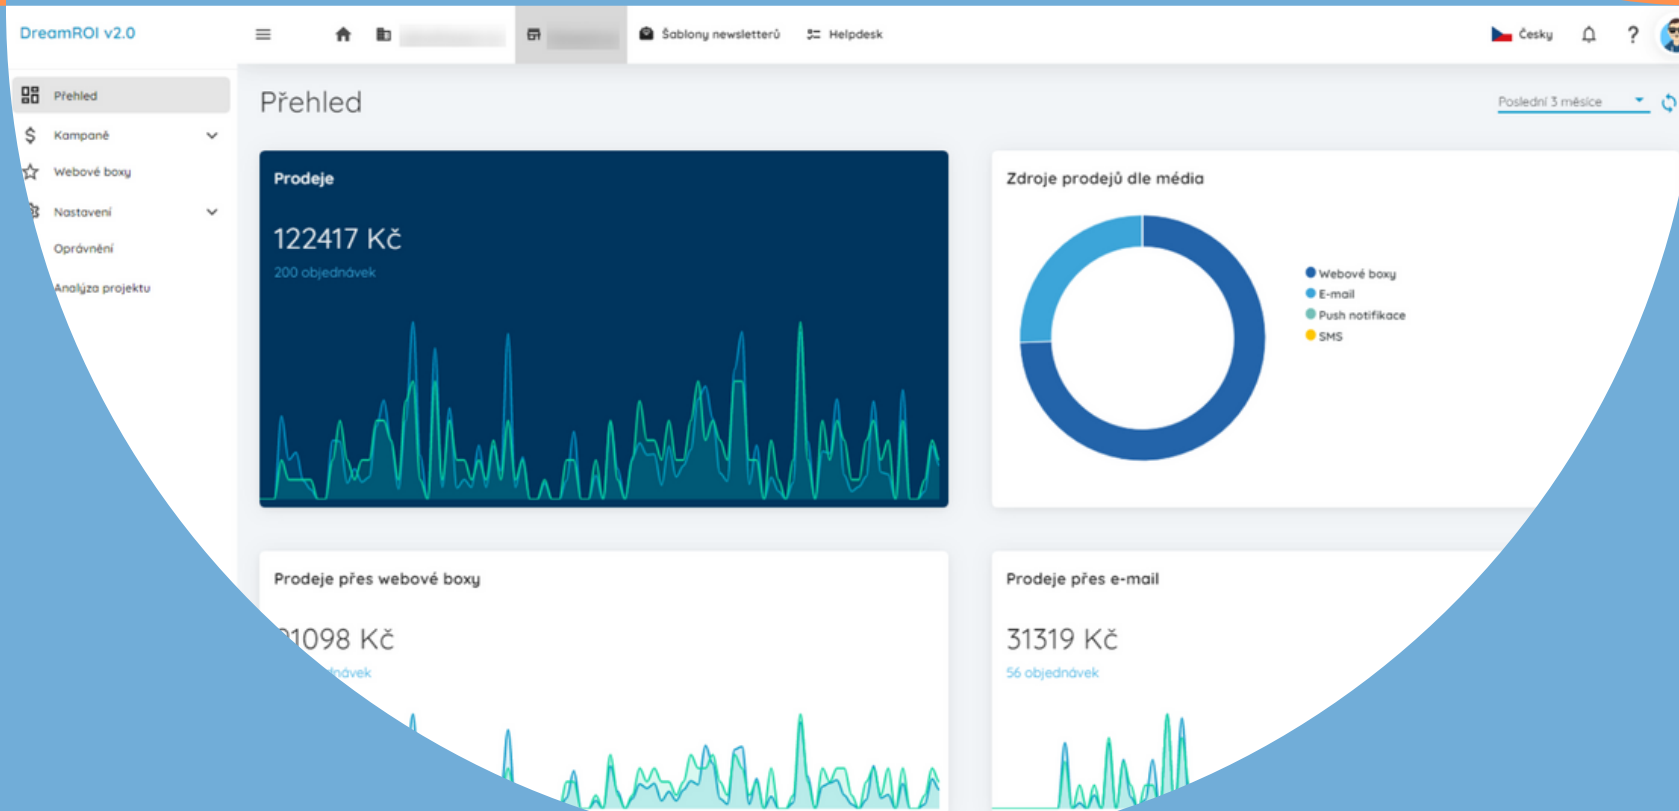 DreamROI v2.0
Šablony newsletterů
Helpdesk
Česky
?
Přehled
Kampaně
Webové boxy
Nastavení
Oprávnění
Analýza projektu
Přehled
Poslední 3 měsíce
Prodeje
122417 Kč
200 objednávek
Zdroje prodejů dle média
Webové boxy
E-mail
Push notifikace
SMS
Prodeje přes webové boxy
1098 Kč
Prodeje přes e-mail
31319 Kč
56 objednávek